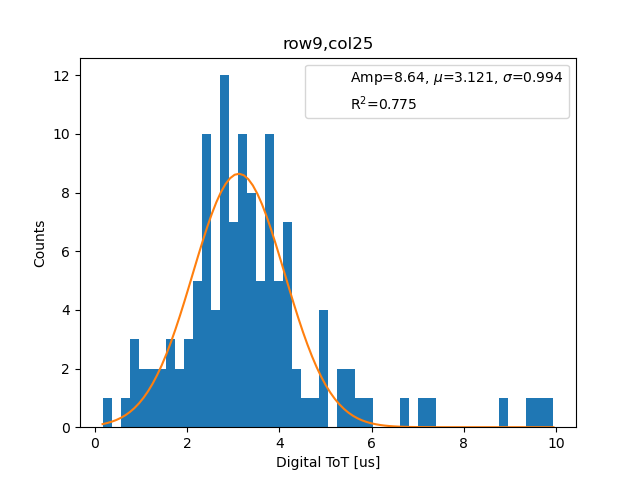 row9,col25
Amp=8.64, μ=3.121, σ=0.994
R²=0.775
Counts
12
10
8
6
4
2
0
0 2 4 6 8 10
Digital ToT [us]